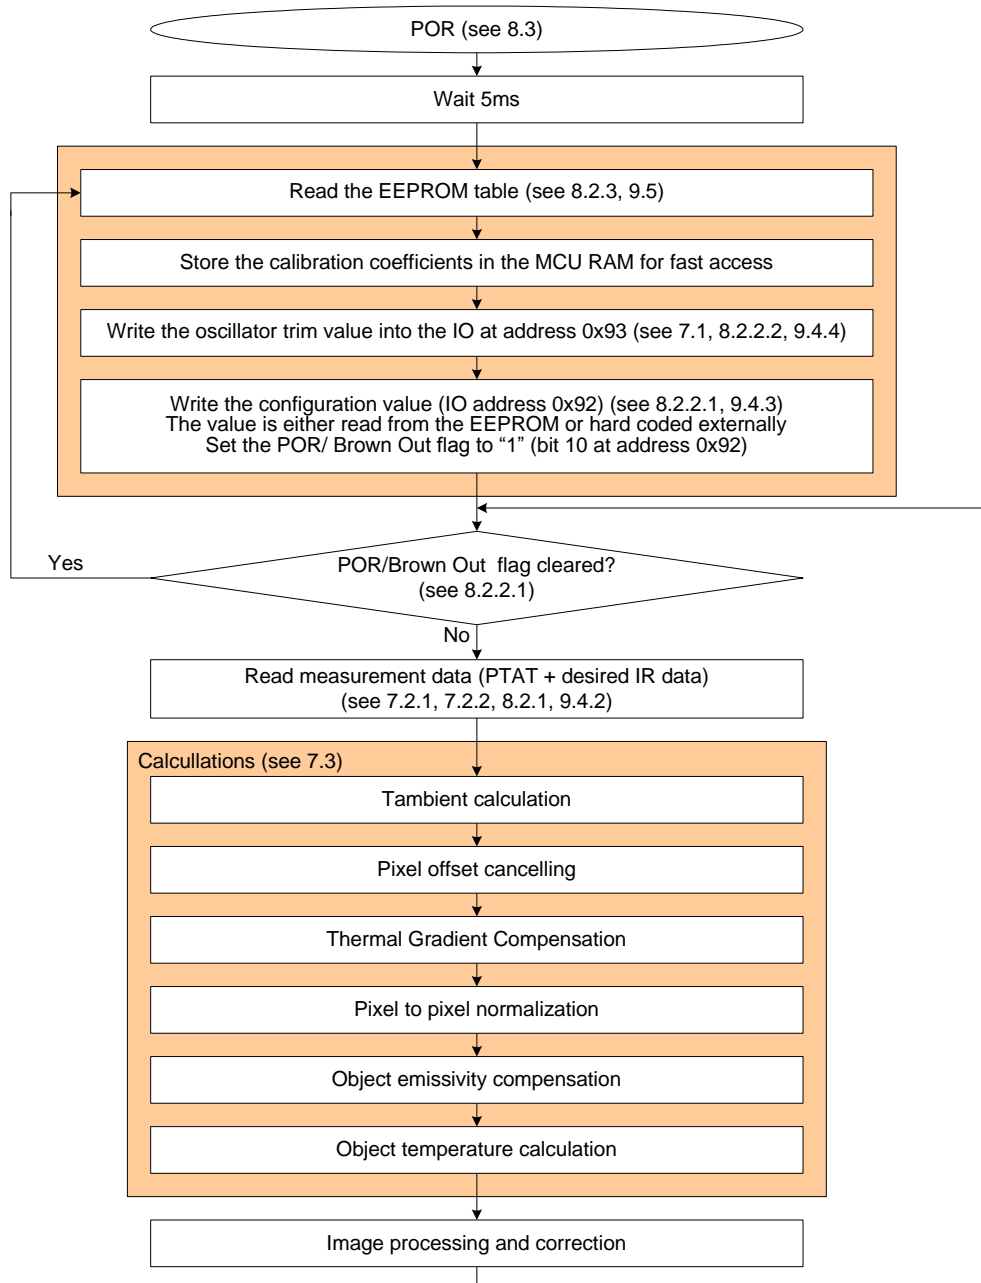 POR (see 8.3)
Wait 5ms
Read the EEPROM table (see 8.2.3, 9.5)
Store the calibration coefficients in the MCU RAM for fast access
Write the oscillator trim value into the IO at address 0x93 (see 7.1, 8.2.2.2, 9.4.4)
Write the configuration value (IO address 0x92) (see 8.2.2.1, 9.4.3)
The value is either read from the EEPROM or hard coded externally
Set the POR/ Brown Out flag to “1” (bit 10 at address 0x92)
Yes
POR/Brown Out  flag cleared?
(see 8.2.2.1)
No
Read measurement data (PTAT + desired IR data)
(see 7.2.1, 7.2.2, 8.2.1, 9.4.2)
Calcullations (see 7.3)
Tambient calculation
Pixel offset cancelling
Thermal Gradient Compensation
Pixel to pixel normalization
Object emissivity compensation
Object temperature calculation
Image processing and correction